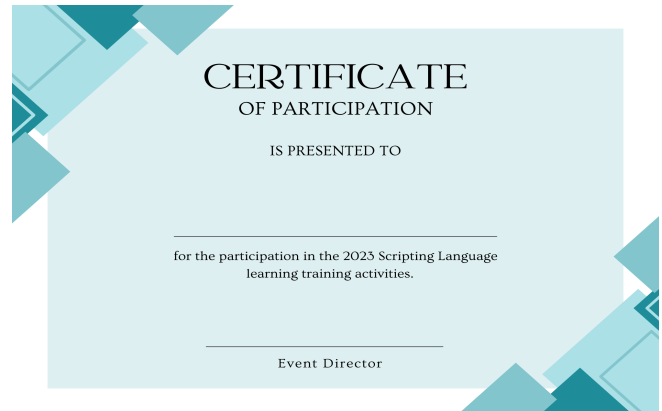 CERTIFICATE
OF PARTICIPATION
IS PRESENTED TO
for the participation in the 2023 Scripting Language
learning training activities.
Event Director